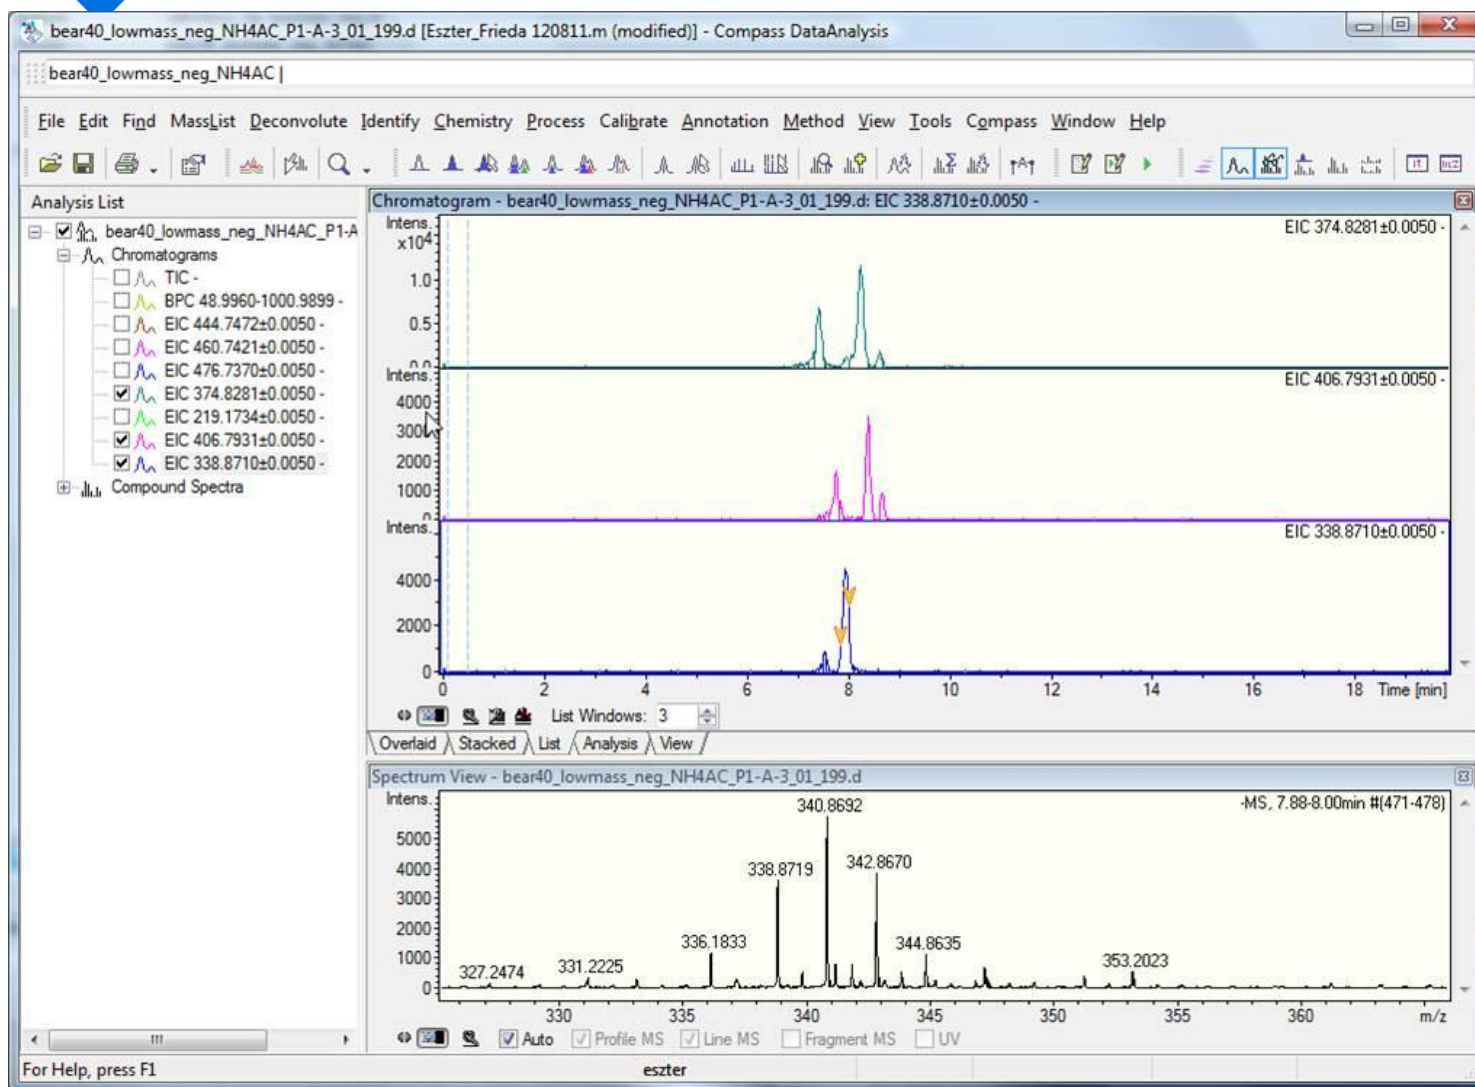 bear40_lowmass_neg_NH4AC_P1-A-3_01_199.d [Eszter_Frieda 120811.m (modified)] - Compass DataAnalysis
bear40_lowmass_neg_NH4AC |
File Edit Find MassList Deconvolute Identify Chemistry Process Calibrate Annotation Method View Tools Compass Window Help
Analysis List
bear40_lowmass_neg_NH4AC_P1-A
Chromatograms
TIC -
BPC 48.9960-1000.9899 -
EIC 444.7472±0.0050 -
EIC 460.7421±0.0050 -
EIC 476.7370±0.0050 -
EIC 374.8281±0.0050 -
EIC 219.1734±0.0050 -
EIC 406.7931±0.0050 -
EIC 338.8710±0.0050 -
Compound Spectra
Chromatogram - bear40_lowmass_neg_NH4AC_P1-A-3_01_199.d: EIC 338.8710±0.0050 -
Intens. EIC 374.8281±0.0050 -
x10⁴
1.0
0.5
0.0
Intens. EIC 406.7931±0.0050 -
4000
3000
2000
1000
0
Intens. EIC 338.8710±0.0050 -
4000
2000
0
0 2 4 6 8 10 12 14 16 18 Time [min]
List Windows: 3
Overlaid Stacked List Analysis View
Spectrum View - bear40_lowmass_neg_NH4AC_P1-A-3_01_199.d
Intens. 340.8692 -MS, 7.88-8.00min #(471-478)
5000
4000 338.8719 342.8670
3000
2000 336.1833 344.8635
1000 327.2474 331.2225 353.2023
0
330 335 340 345 350 355 360 m/z
Auto Profile MS Line MS Fragment MS UV
For Help, press F1 eszter